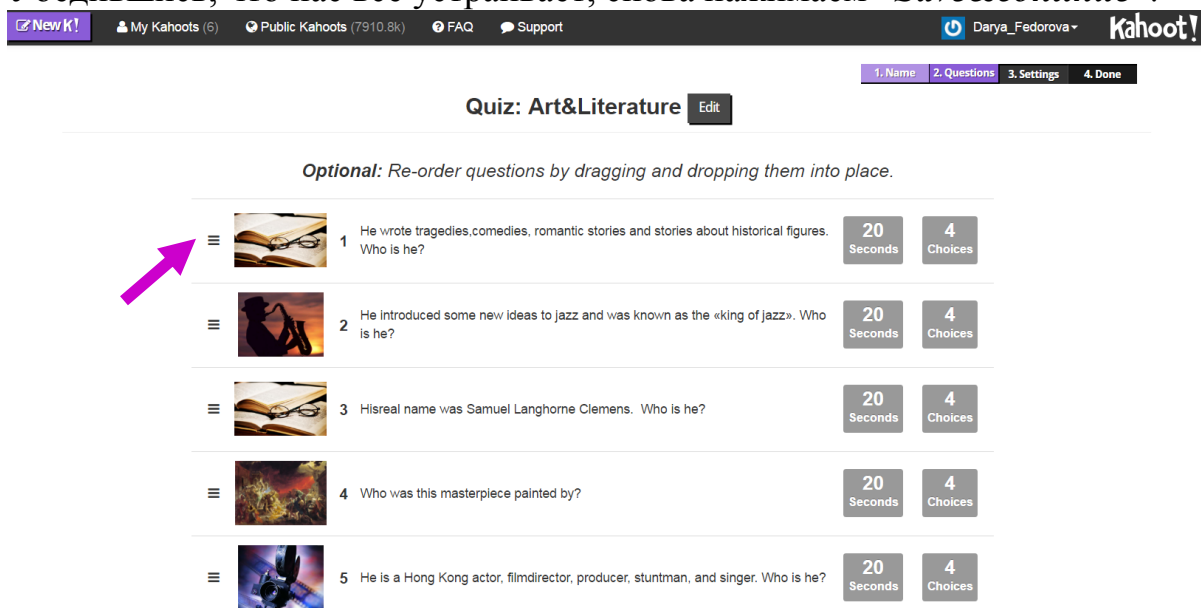 что нас все устраивает, снова нажимаем
New K! My Kahoots (6) Public Kahoots (7910.8k) FAQ Support Darya_Fedorova Kahoot!
1. Name 2. Questions 3. Settings 4. Done
Quiz: Art&Literature Edit
Optional: Re-order questions by dragging and dropping them into place.
1 He wrote tragedies,comedies, romantic stories and stories about historical figures.
Who is he?
20 Seconds
4 Choices
2 He introduced some new ideas to jazz and was known as the «king of jazz». Who
is he?
20 Seconds
4 Choices
3 Hisreal name was Samuel Langhorne Clemens. Who is he?
20 Seconds
4 Choices
4 Who was this masterpiece painted by?
20 Seconds
4 Choices
5 He is a Hong Kong actor, filmdirector, producer, stuntman, and singer. Who is he?
20 Seconds
4 Choices